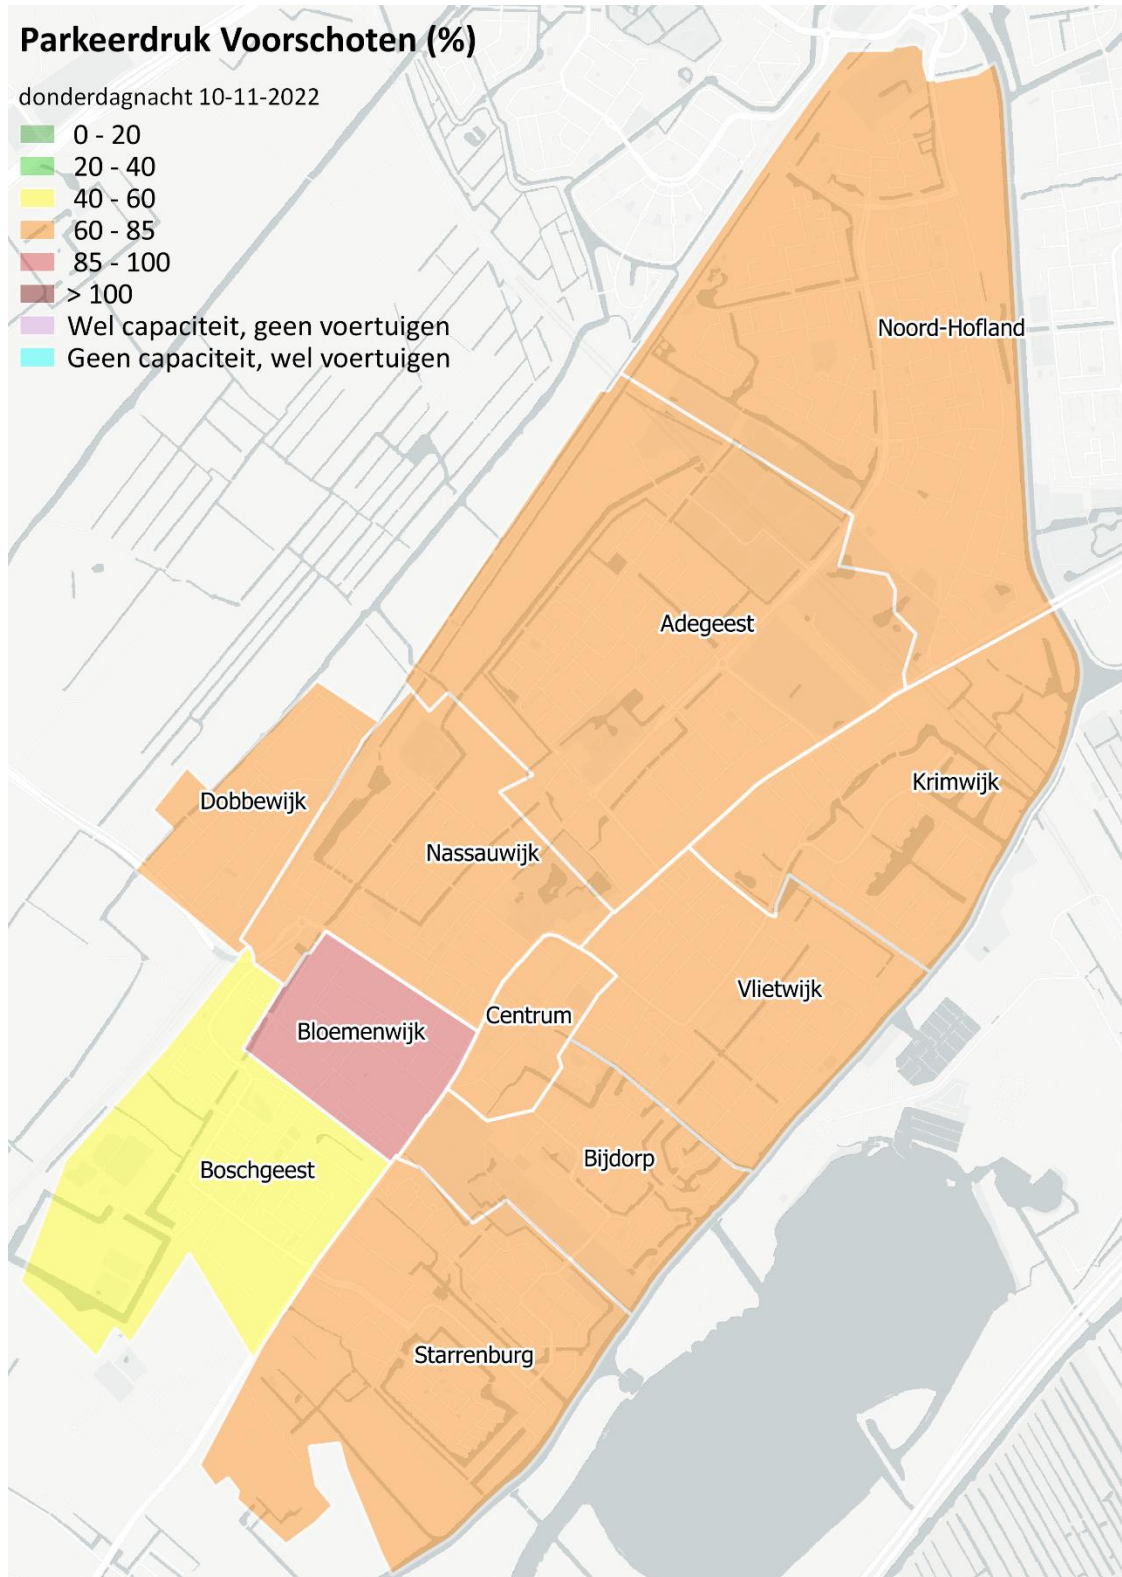 Parkeerdruk Voorschoten (%)
donderdagnacht 10-11-2022
0 - 20
20 - 40
40 - 60
60 - 85
85 - 100
> 100
Wel capaciteit, geen voertuigen
Geen capaciteit, wel voertuigen
Noord-Hofland
Adegeest
Krimwijk
Dobbewijk
Nassauwijk
Vlietwijk
Centrum
Bloemenwijk
Bijdorp
Boschgeest
Starrenburg